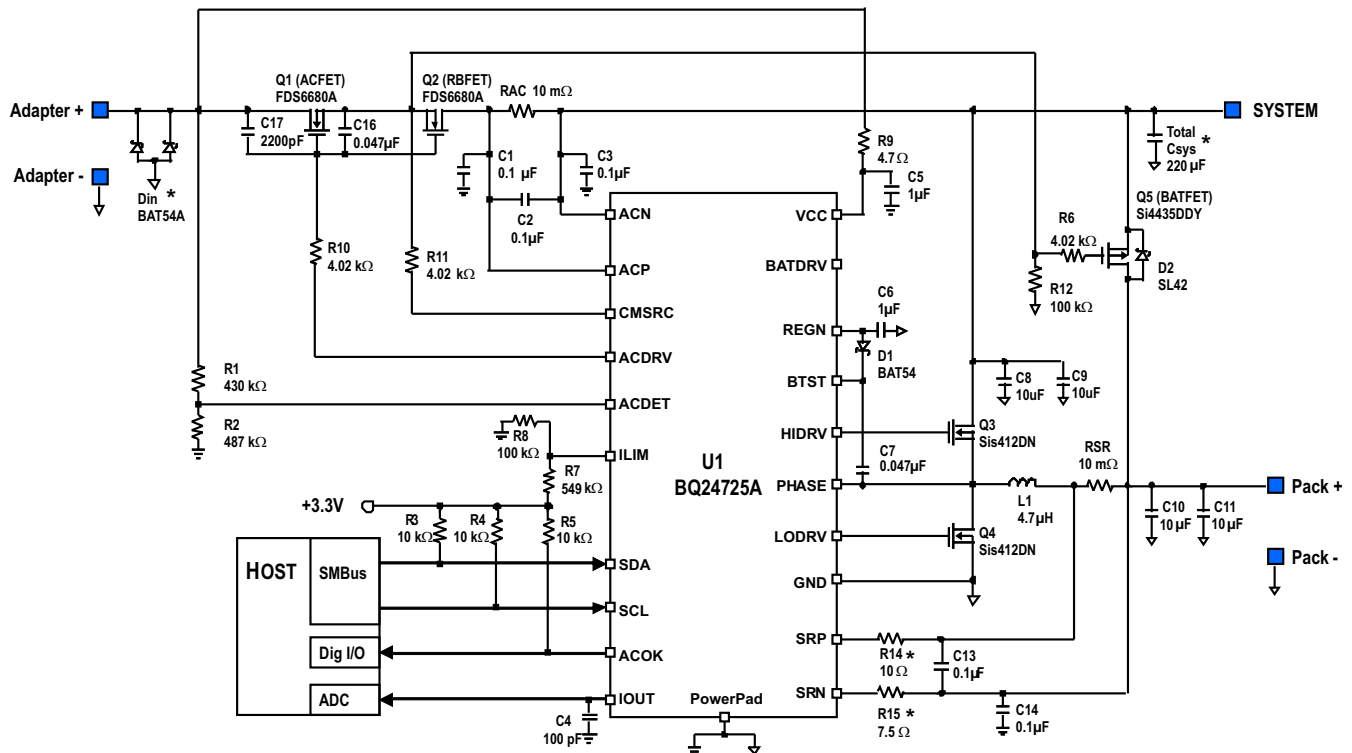 Adapter +
Adapter -
Din *
BAT54A
Q1 (ACFET)
FDS6680A
C17
2200pF
C16
0.047µF
Q2 (RBFET)
FDS6680A
RAC 10 mΩ
C1
0.1 µF
C3
0.1µF
C2
0.1µF
R10
4.02 kΩ
R11
4.02 kΩ
R1
430 kΩ
R2
487 kΩ
R8
100 kΩ
R7
549 kΩ
+3.3V
R3
10 kΩ
R4
10 kΩ
R5
10 kΩ
HOST
SMBus
Dig I/O
ADC
C4
100 pF
ACN
ACP
CMSRC
ACDRV
ACDET
ILIM
SDA
SCL
ACOK
IOUT
U1
BQ24725A
PowerPad
VCC
BATDRV
REGN
BTST
HIDRV
PHASE
LODRV
GND
SRP
SRN
R9
4.7Ω
C5
1µF
C6
1µF
D1
BAT54
C7
0.047µF
R14 *
10 Ω
R15 *
7.5 Ω
C13
0.1µF
C14
0.1µF
Q3
Sis412DN
Q4
Sis412DN
L1
4.7µH
RSR
10 mΩ
C8
10uF
C9
10uF
R6
4.02 kΩ
R12
100 kΩ
Q5 (BATFET)
Si4435DDY
D2
SL42
Total *
Csys
220 µF
SYSTEM
C10
10 µF
C11
10 µF
Pack +
Pack -